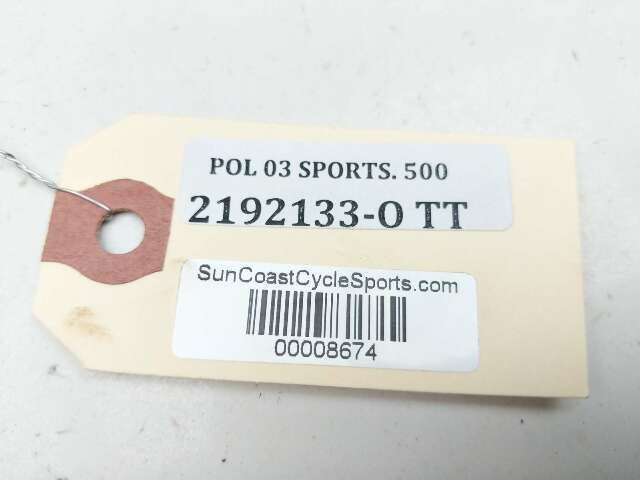 POL 03 SPORTS. 500
2192133-O TT
SunCoastCycleSports.com
00008674